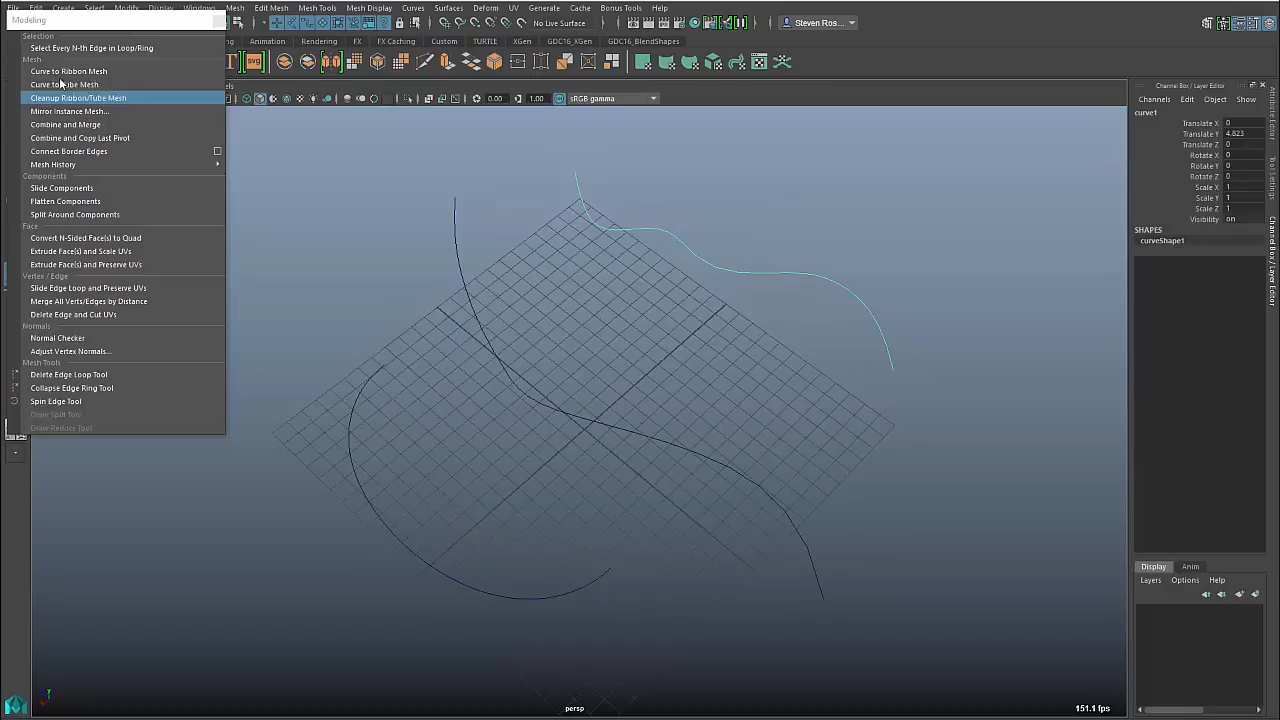 File Edit Create Select Modify Display Windows Mesh Edit Mesh Mesh Tools Mesh Display Curves Surfaces Deform UV Generate Cache Bonus Tools Help
Modeling
No Live Surface
Steven Ros...
Animation Rendering FX FX Caching Custom TURTLE XGen GDC16_XGen GDC16_BlendShapes
0.00 1.00 sRGB gamma
Selection
Select Every N-th Edge in Loop/Ring
Mesh
Curve to Ribbon Mesh
Curve to Tube Mesh
Cleanup Ribbon/Tube Mesh
Mirror Instance Mesh...
Combine and Merge
Combine and Copy Last Pivot
Connect Border Edges
Mesh History
Components
Slide Components
Flatten Components
Split Around Components
Face
Convert N-Sided Face(s) to Quad
Extrude Face(s) and Scale UVs
Extrude Face(s) and Preserve UVs
Vertex / Edge
Slide Edge Loop and Preserve UVs
Merge All Verts/Edges by Distance
Delete Edge and Cut UVs
Normals
Normal Checker
Adjust Vertex Normals...
Mesh Tools
Delete Edge Loop Tool
Collapse Edge Ring Tool
Spin Edge Tool
Draw Split Tool
Draw Reduce Tool
persp
151.1 fps
Channel Box / Layer Editor
Channels Edit Object Show
curve1
Translate X 0
Translate Y 4.823
Translate Z 0
Rotate X 0
Rotate Y 0
Rotate Z 0
Scale X 1
Scale Y 1
Scale Z 1
Visibility on
SHAPES
curveShape1
Display Anim
Layers Options Help
Attribute Editor
Tool Settings
Channel Box / Layer Editor